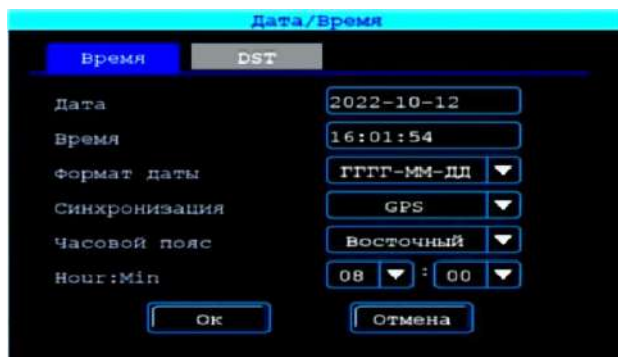 Дата/Время
Время DST
Дата 2022-10-12
Время 16:01:54
Формат даты ГГГГ-ММ-ДД
Синхронизация GPS
Часовой пояс Восточный
Hour:Min 08 : 00
Ок Отмена